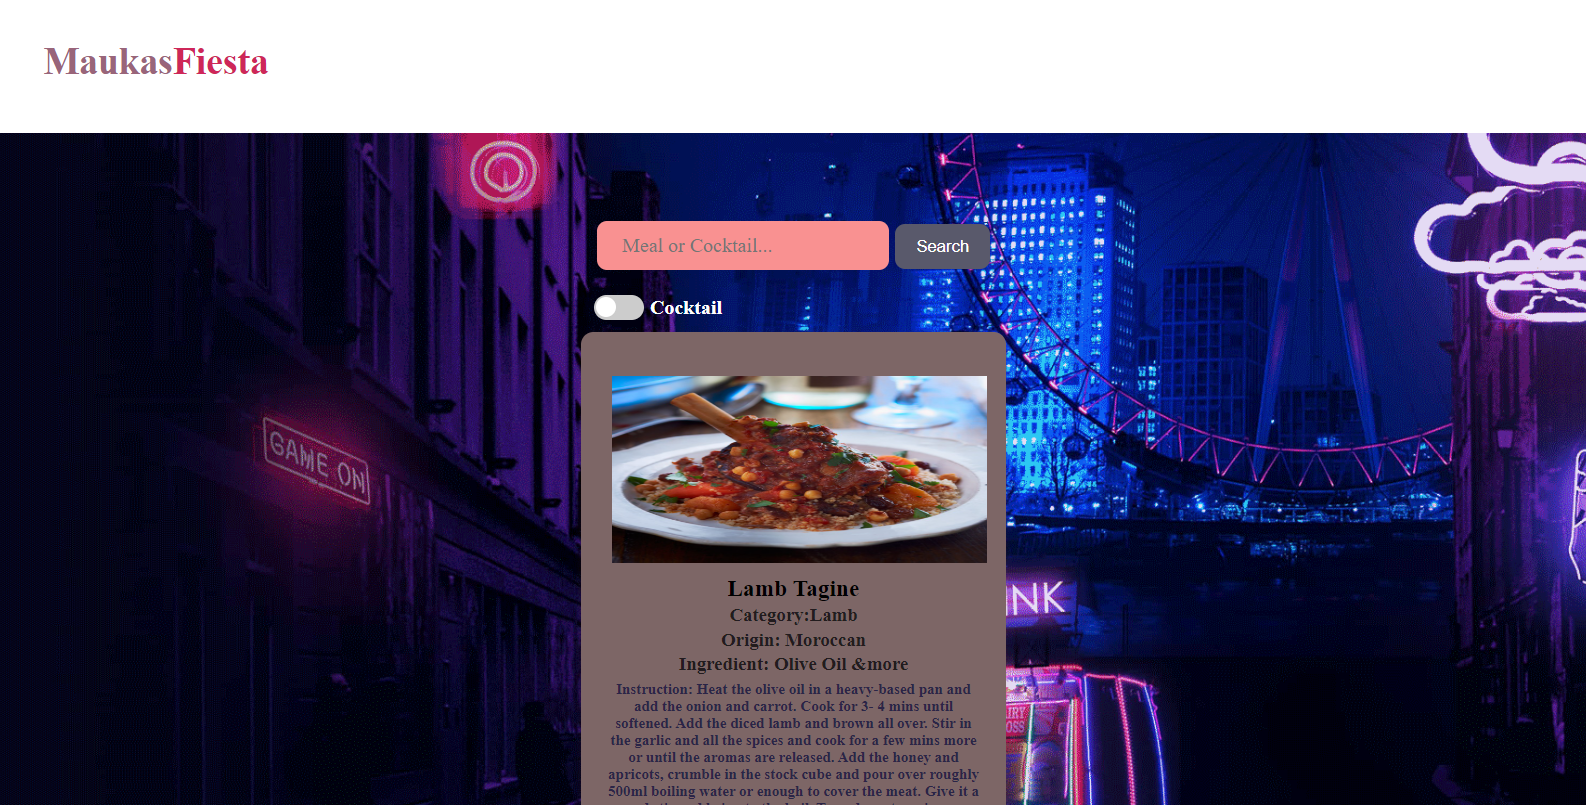 MaukasFiesta
Meal or Cocktail...
Search
Cocktail
GAME ON
NK
Lamb Tagine
Category:Lamb
Origin: Moroccan
Ingredient: Olive Oil &more
Instruction: Heat the olive oil in a heavy-based pan and
add the onion and carrot. Cook for 3- 4 mins until
softened. Add the diced lamb and brown all over. Stir in
the garlic and all the spices and cook for a few mins more
or until the aromas are released. Add the honey and
apricots, crumble in the stock cube and pour over roughly
500ml boiling water or enough to cover the meat. Give it a